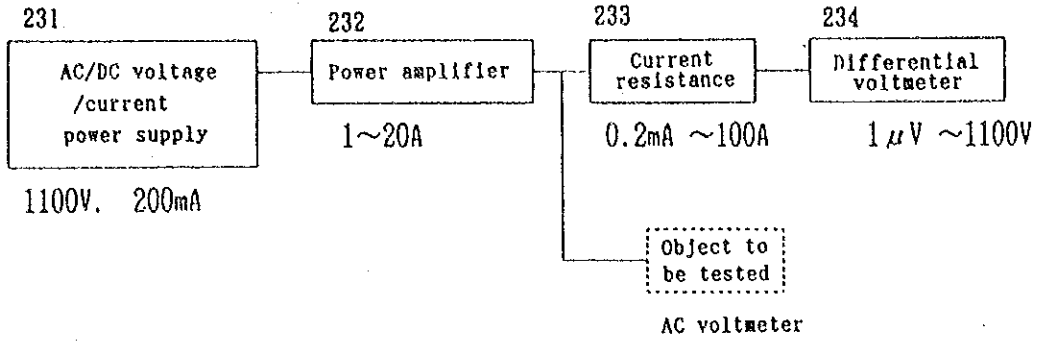 231
AC/DC voltage
/current
power supply
1100V. 200mA
232
Power amplifier
1~20A
233
Current
resistance
0.2mA ~100A
234
Differential
voltmeter
1μV ~1100V
Object to
be tested
AC voltmeter